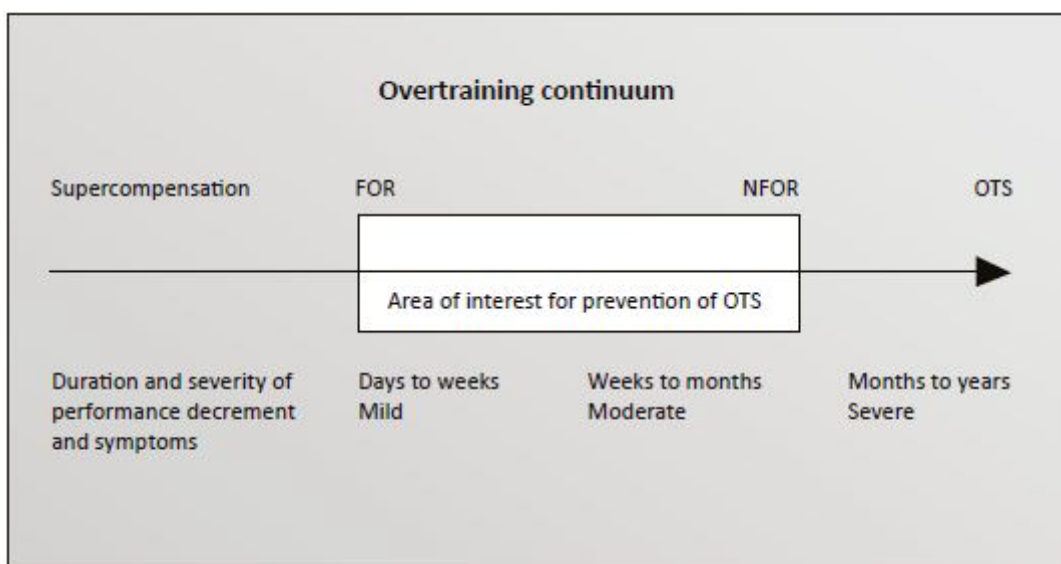 Overtraining continuum
Supercompensation FOR NFOR OTS
Area of interest for prevention of OTS
Duration and severity of Days to weeks Weeks to months Months to years
performance decrement Mild Moderate Severe
and symptoms